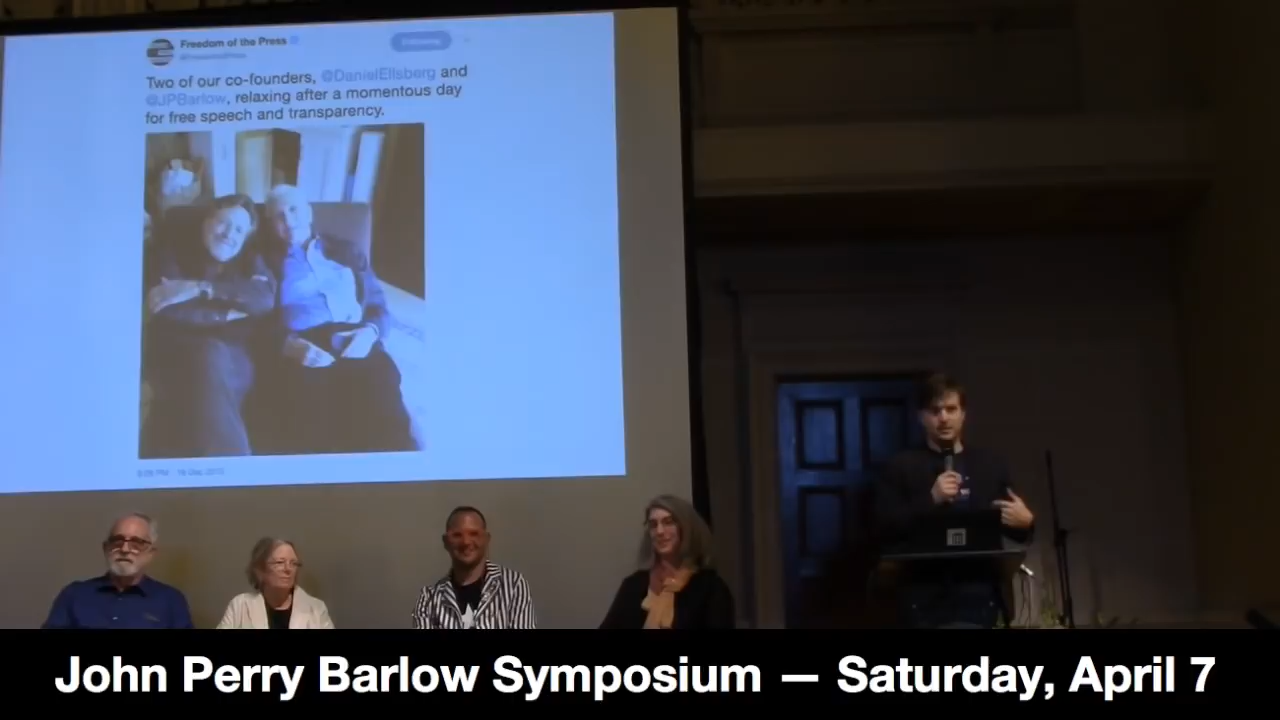 Freedom of the Press
Following
Two of our co-founders, @DanielEllsberg and
@JPBarlow, relaxing after a momentous day
for free speech and transparency.
John Perry Barlow Symposium — Saturday, April 7